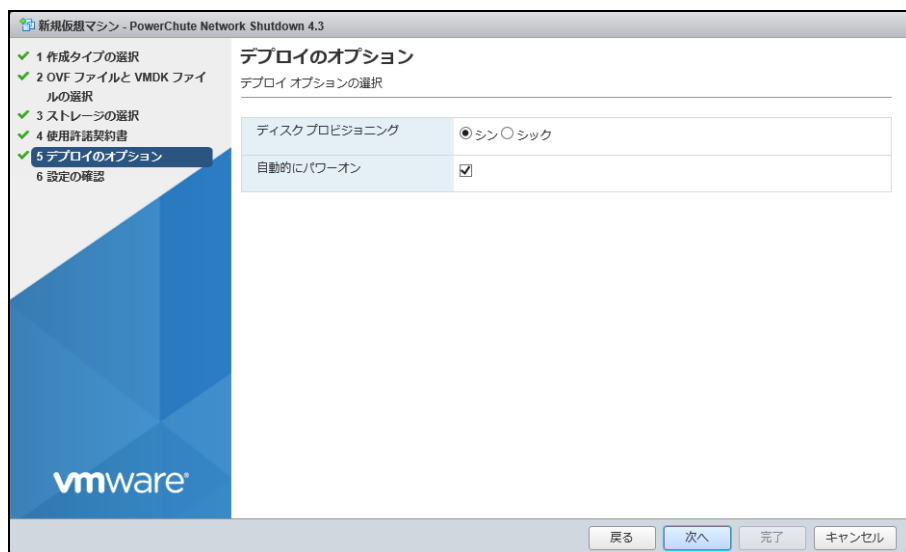 新規仮想マシン - PowerChute Network Shutdown 4.3
1 作成タイプの選択
2 OVF ファイルと VMDK ファイ
ルの選択
3 ストレージの選択
4 使用許諾契約書
5 デプロイのオプション
6 設定の確認
デプロイのオプション
デプロイ オプションの選択
ディスク プロビジョニング
シン シック
自動的にパワーオン
vmware®
戻る 次へ 完了 キャンセル